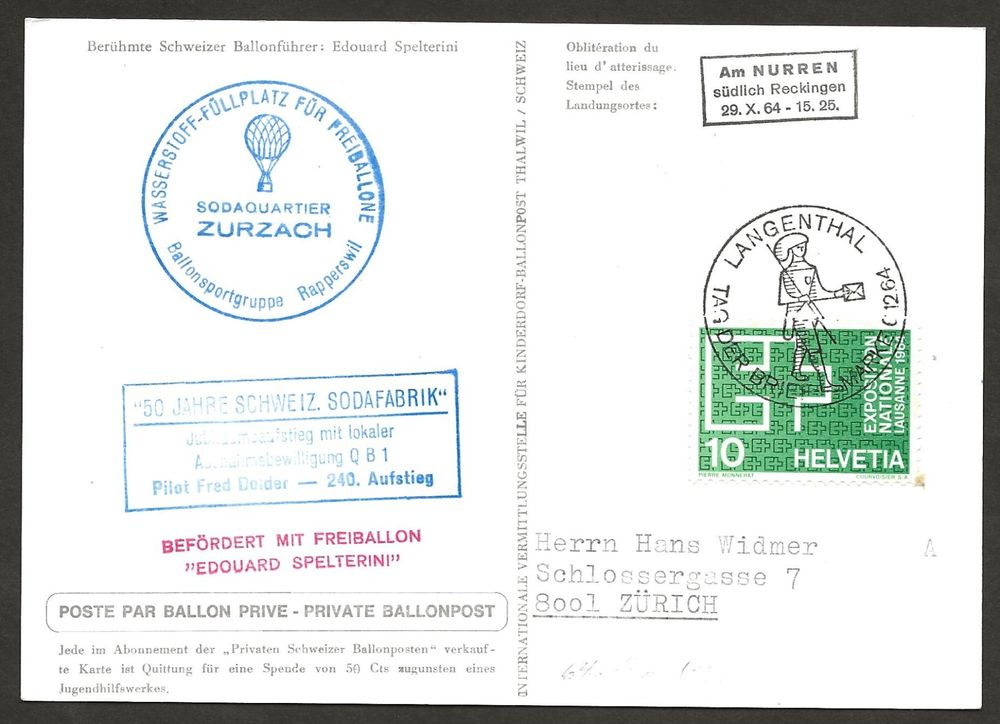 Berühmte Schweizer Ballonführer: Edouard Spelterini
WASSERSTOFF-FÜLLPLATZ FÜR FREIBALLONE
SODAQUARTIER
ZURZACH
Ballonsportgruppe Rapperswil
"50 JAHRE SCHWEIZ. SODAFABRIK"
Jubiläumsaufstieg mit lokaler
Ausnahmebewilligung Q B 1
Pilot Fred Dolder — 240. Aufstieg
BEFÖRDERT MIT FREIBALLON
"EDOUARD SPELTERINI"
POSTE PAR BALLON PRIVE - PRIVATE BALLONPOST
Jede im Abonnement der „Privaten Schweizer Ballonposten" verkauf-
te Karte ist Quittung für eine Spende von 50 Cts zugunsten eines
Jugendhilfswerkes.
INTERNATIONALE VERMITTLUNGSSTELLE FÜR KINDERDORF-BALLONPOST THALWIL / SCHWEIZ
Oblitération du
lieu d'atterissage.
Stempel des
Landungsortes:
Am NURREN
südlich Reckingen
29. X. 64 - 15. 25.
LANGENTHAL
TAG DER BRIEFMARKE
12.64
EXPOSITION
NATIONALE
LAUSANNE 1964
10
HELVETIA
PIERRE MONNERAT
COURVOISIER S.A.
Herrn Hans Widmer
A
Schlossergasse 7
8001 ZÜRICH